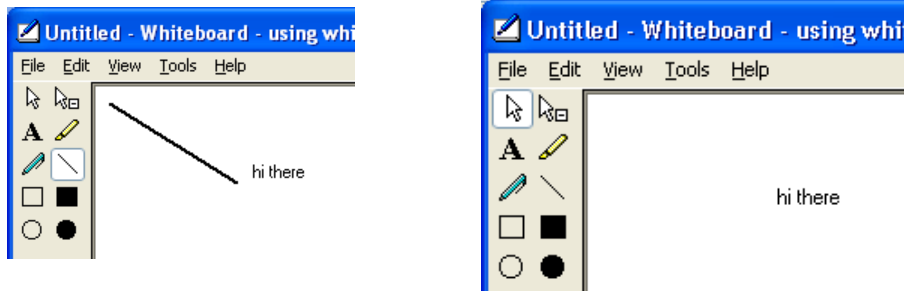 Untitled - Whiteboard - using whi
File Edit View Tools Help
A
hi there
Untitled - Whiteboard - using whi
File Edit View Tools Help
A
hi there